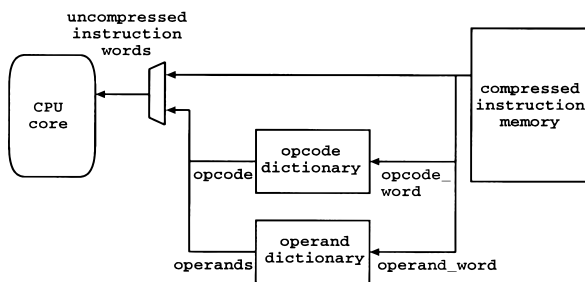 uncompressed
instruction
words
CPU
core
compressed
instruction
memory
opcode
dictionary
opcode
opcode_
word
operand
dictionary
operands
operand_word